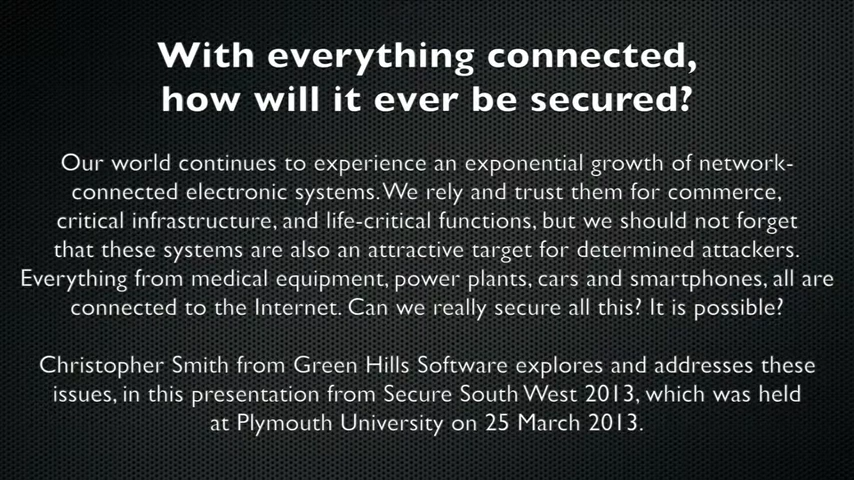 With everything connected,
how will it ever be secured?
Our world continues to experience an exponential growth of network-
connected electronic systems. We rely and trust them for commerce,
critical infrastructure, and life-critical functions, but we should not forget
that these systems are also an attractive target for determined attackers.
Everything from medical equipment, power plants, cars and smartphones, all are
connected to the Internet. Can we really secure all this? It is possible?
Christopher Smith from Green Hills Software explores and addresses these
issues, in this presentation from Secure South West 2013, which was held
at Plymouth University on 25 March 2013.